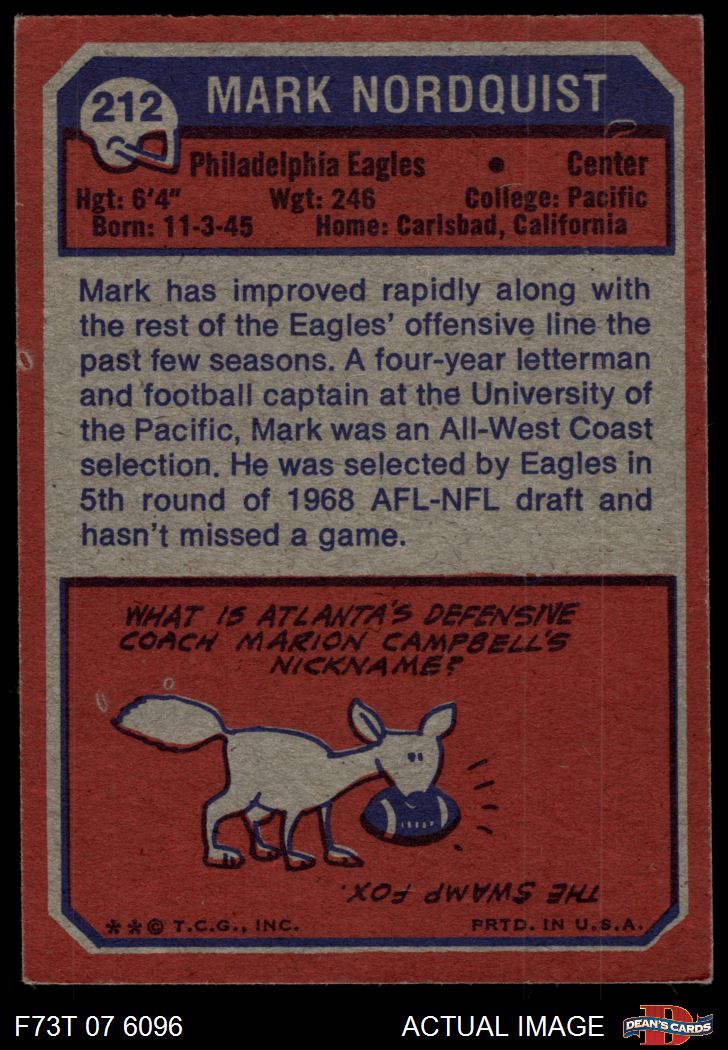 212
MARK NORDQUIST
Philadelphia Eagles • Center
Hgt: 6'4" Wgt: 246 College: Pacific
Born: 11-3-45 Home: Carlsbad, California
Mark has improved rapidly along with
the rest of the Eagles' offensive line the
past few seasons. A four-year letterman
and football captain at the University of
the Pacific, Mark was an All-West Coast
selection. He was selected by Eagles in
5th round of 1968 AFL-NFL draft and
hasn't missed a game.
WHAT IS ATLANTA'S DEFENSIVE
COACH MARION CAMPBELL'S
NICKNAME?
THE SWAMP FOX.
**© T.C.G., INC. PRTD. IN U.S.A.
F73T 07 6096 ACTUAL IMAGE
D
DEAN'S CARDS